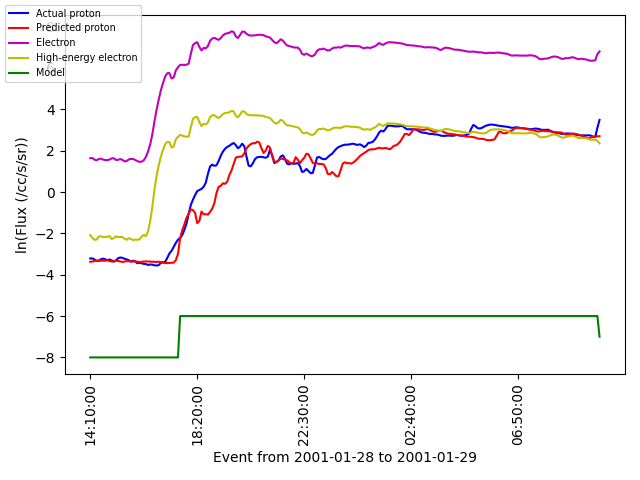 Actual proton
Predicted proton
Electron
High-energy electron
Model
4
2
0
−2
−4
−6
−8
ln(Flux (/cc/s/sr))
14:10:00
18:20:00
22:30:00
02:40:00
06:50:00
Event from 2001-01-28 to 2001-01-29